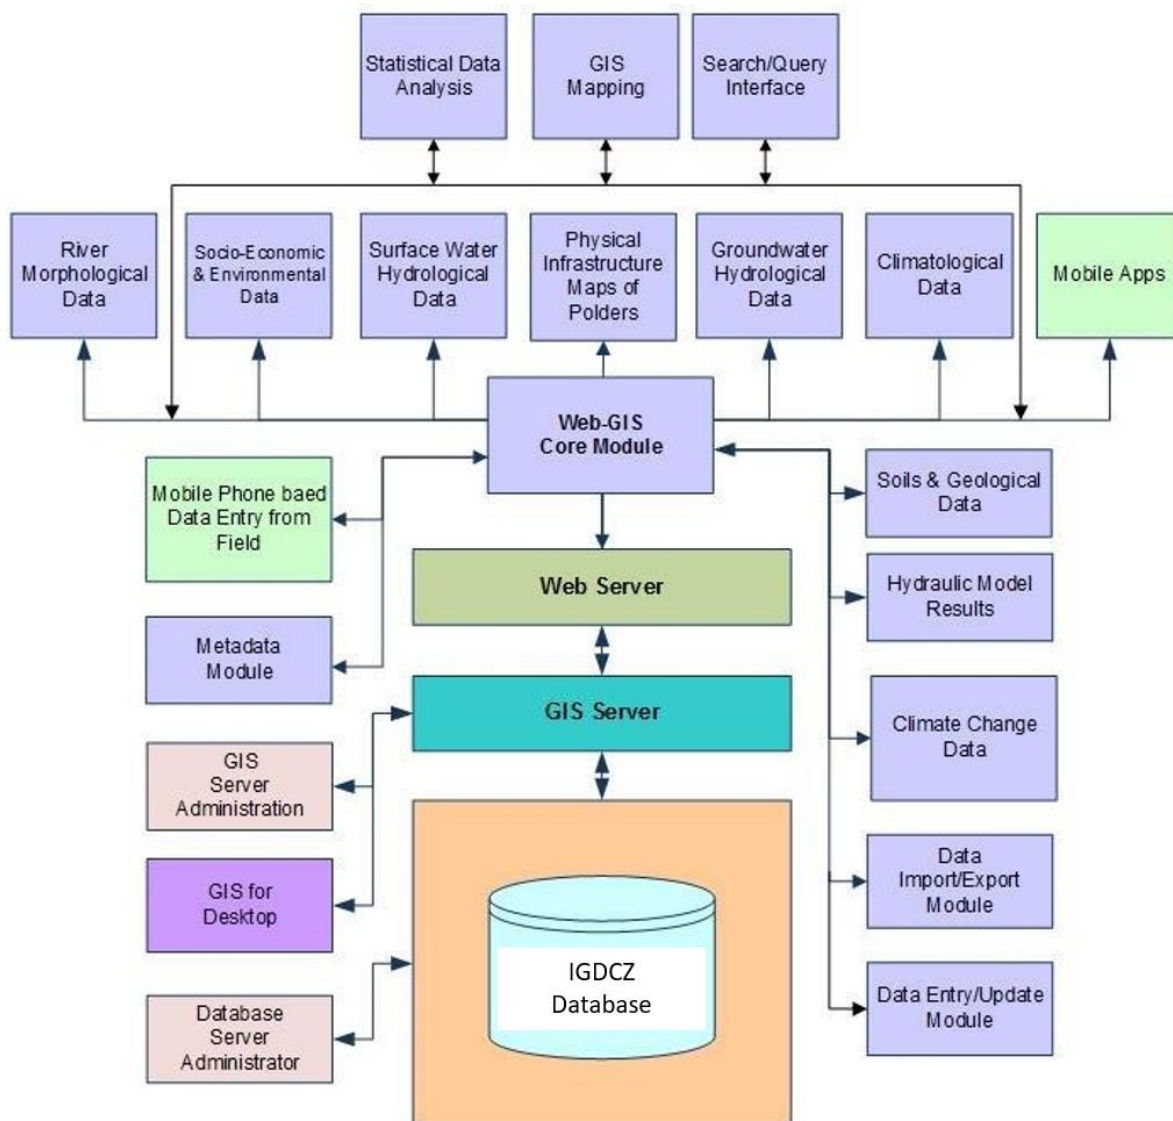 Statistical Data
Analysis
GIS
Mapping
Search/Query
Interface
River
Morphological
Data
Socio-Economic
& Environmental
Data
Surface Water
Hydrological
Data
Physical
Infrastructure
Maps of
Polders
Groundwater
Hydrological
Data
Climatological
Data
Mobile Apps
Web-GIS
Core Module
Mobile Phone baed
Data Entry from
Field
Soils & Geological
Data
Web Server
Hydraulic Model
Results
Metadata
Module
GIS Server
Climate Change
Data
GIS
Server
Administration
Data
Import/Export
Module
GIS for
Desktop
IGDCZ
Database
Data Entry/Update
Module
Database
Server
Administrator